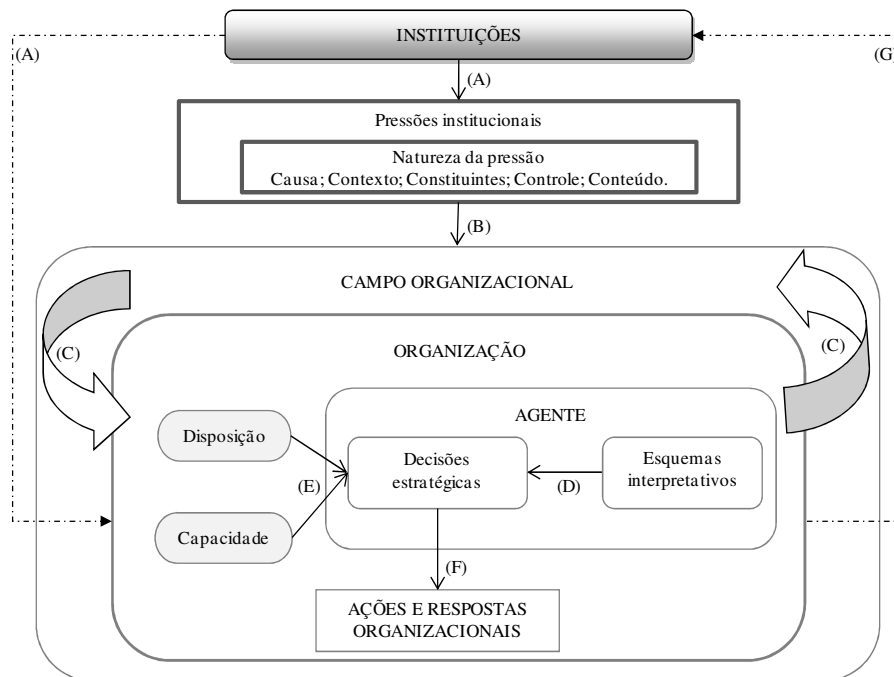 INSTITUIÇÕES
(A)
(G)
(A)
Pressões institucionais
Natureza da pressão
Causa; Contexto; Constituintes; Controle; Conteúdo.
(B)
CAMPO ORGANIZACIONAL
(C)
(C)
ORGANIZAÇÃO
AGENTE
Disposição
Decisões
estratégicas
Esquemas
interpretativos
(E)
(D)
Capacidade
(F)
AÇÕES E RESPOSTAS
ORGANIZACIONAIS